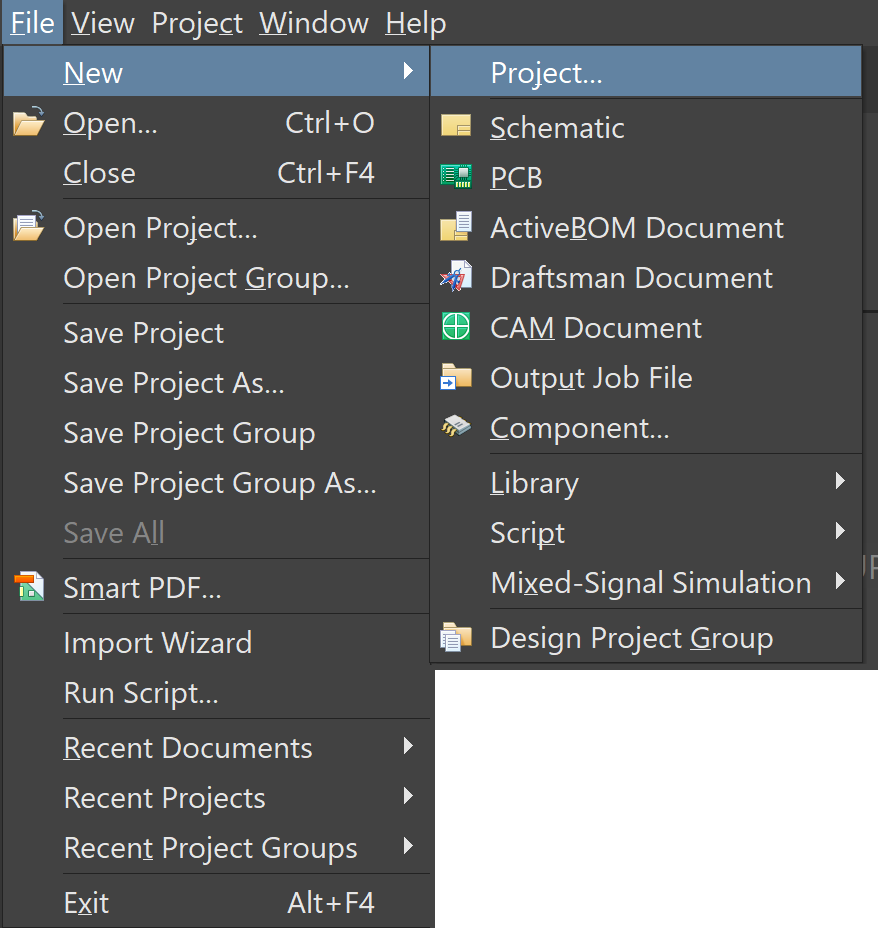 File View Project Window Help
New
Open... Ctrl+O
Close Ctrl+F4
Open Project...
Open Project Group...
Save Project
Save Project As...
Save Project Group
Save Project Group As...
Save All
Smart PDF...
Import Wizard
Run Script...
Recent Documents
Recent Projects
Recent Project Groups
Exit Alt+F4
Project...
Schematic
PCB
ActiveBOM Document
Draftsman Document
CAM Document
Output Job File
Component...
Library
Script
Mixed-Signal Simulation
Design Project Group